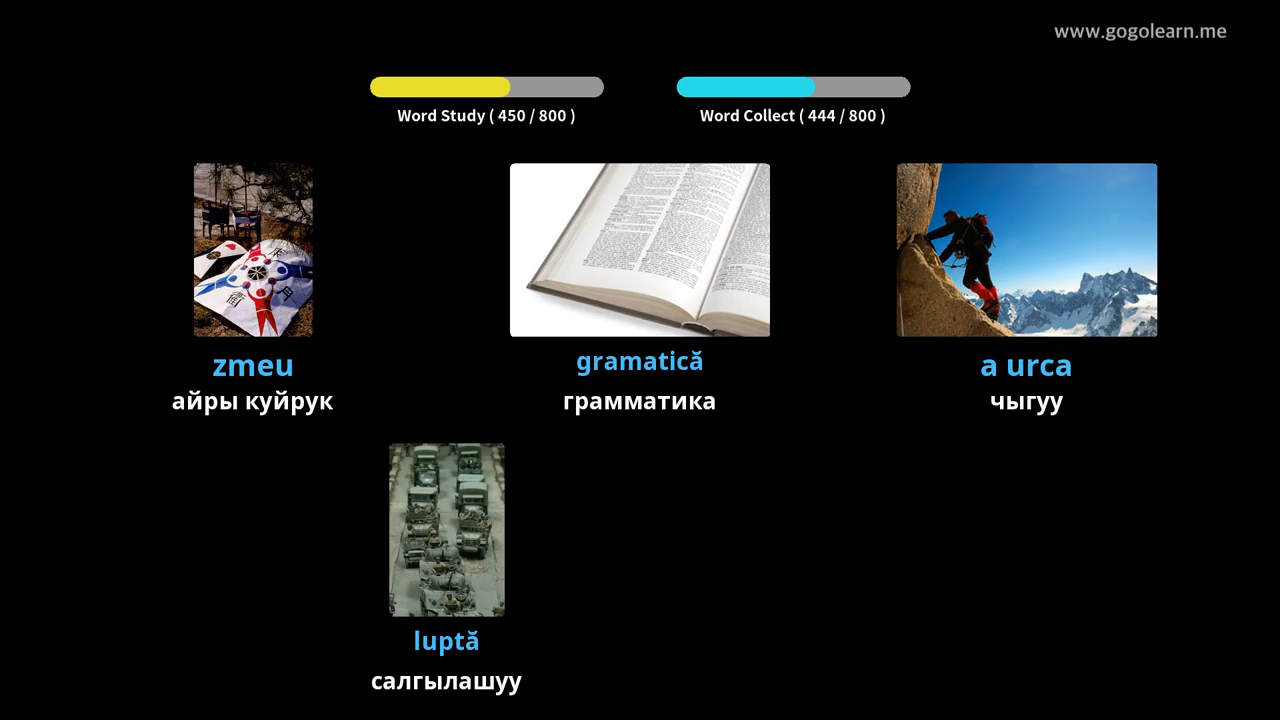 www.gogolearn.me
Word Study ( 450 / 800 )
Word Collect ( 444 / 800 )
zmeu
айры куйрук
gramatică
грамматика
a urca
чыгуу
luptă
салгылашуу